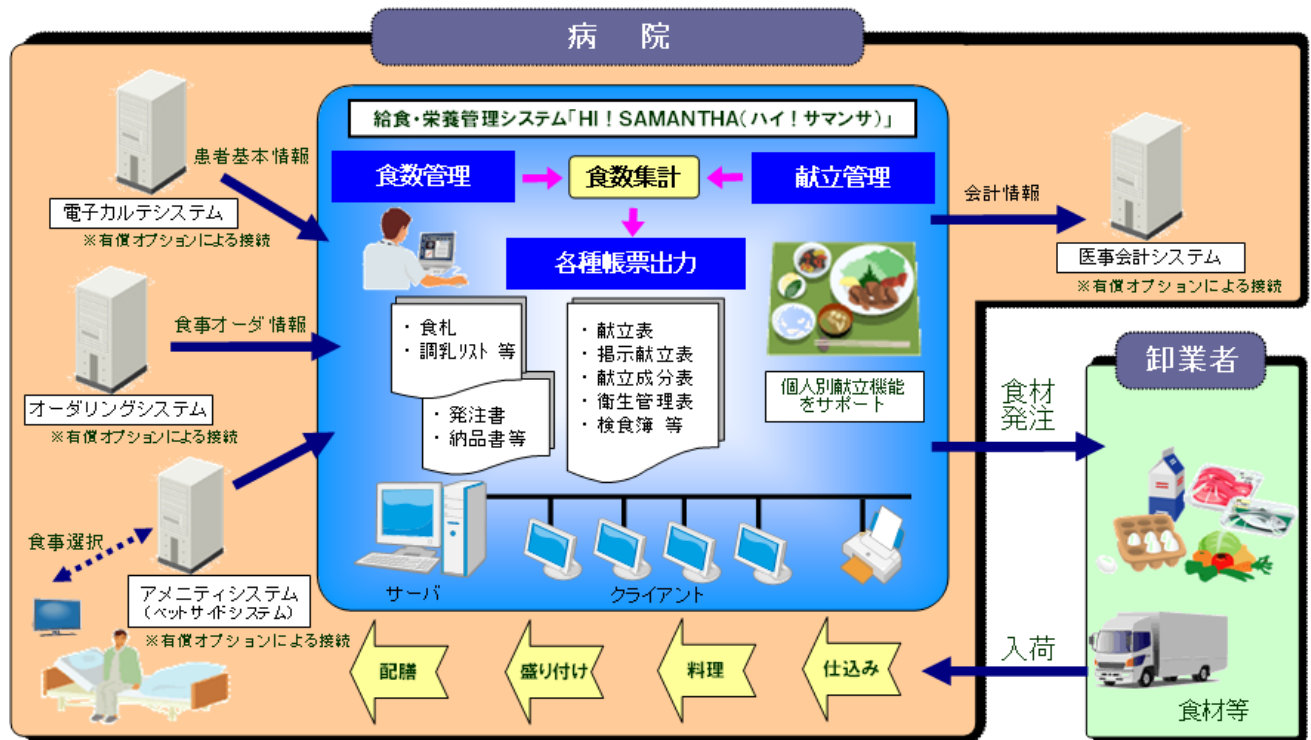 病 院
給食・栄養管理システム「HI！SAMANTHA（ハイ！サマンサ）」
食数管理
食数集計
献立管理
各種帳票出力
・ 食札
・ 調乳リスト 等
・ 発注書
・ 納品書等
・ 献立表
・ 掲示献立表
・ 献立成分表
・ 衛生管理表
・ 検食簿 等
個人別献立機能
をサポート
サーバ
クライアント
患者基本情報
電子カルテシステム
※有償オプションによる接続
食事オーダ情報
オーダリングシステム
※有償オプションによる接続
食事選択
アメニティシステム
（ベットサイドシステム）
※有償オプションによる接続
会計情報
医事会計システム
※有償オプションによる接続
卸業者
食材
発注
入荷
食材等
配膳
盛り付け
料理
仕込み